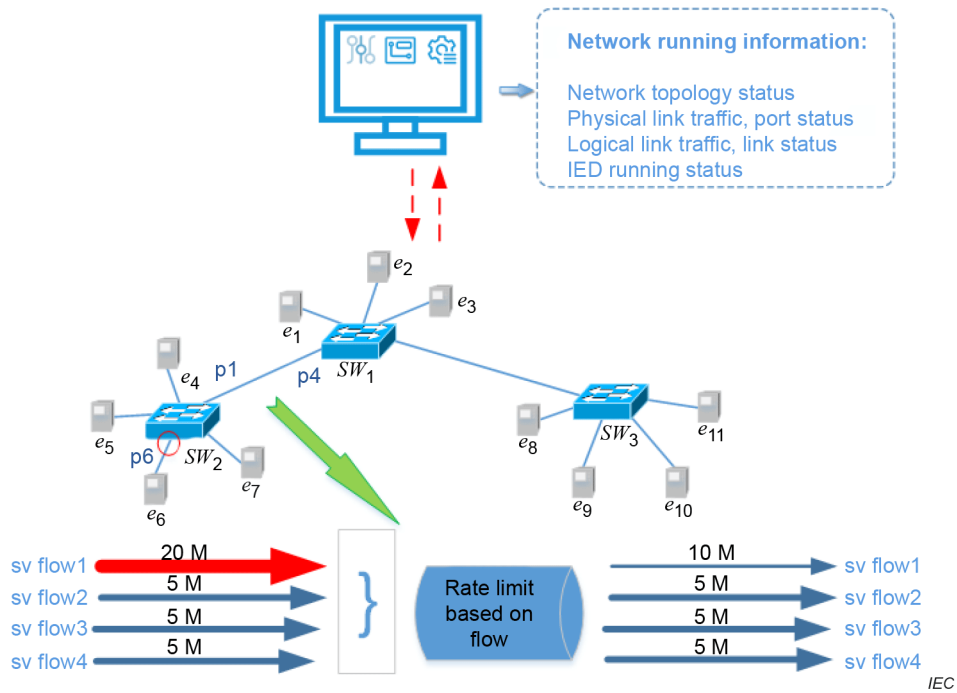 Network running information:
Network topology status
Physical link traffic, port status
Logical link traffic, link status
IED running status
e2
e3
e1
SW1
p4
p1
e4
e5
SW2
p6
e7
e6
SW3
e8
e11
e9
e10
sv flow1
20 M
sv flow2
5 M
sv flow3
5 M
sv flow4
5 M
}
Rate limit
based on
flow
10 M
sv flow1
5 M
sv flow2
5 M
sv flow3
5 M
sv flow4
IEC